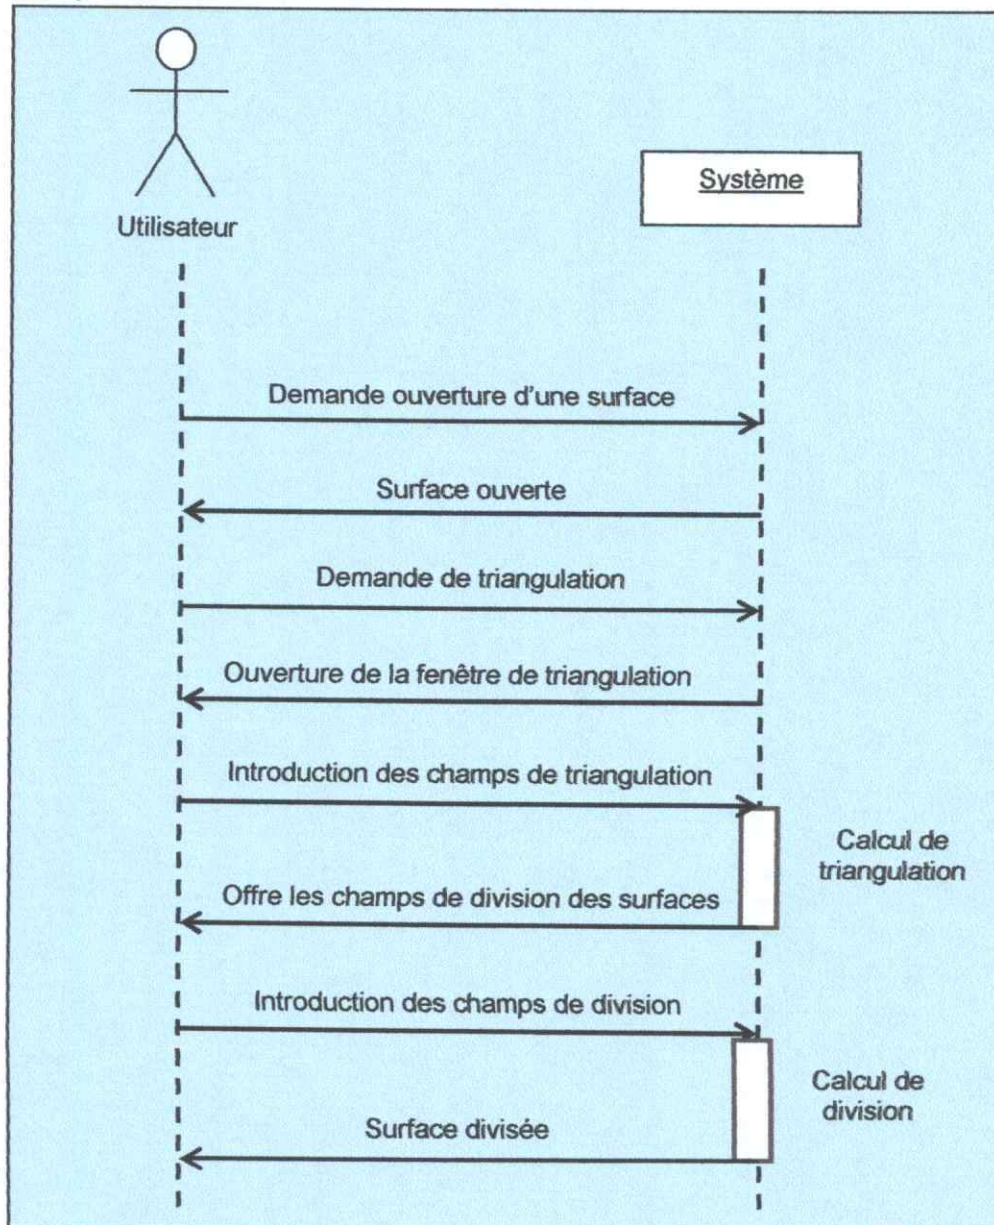 Système
Utilisateur
Demande ouverture d'une surface
Surface ouverte
Demande de triangulation
Ouverture de la fenêtre de triangulation
Introduction des champs de triangulation
Calcul de
triangulation
Offre les champs de division des surfaces
Introduction des champs de division
Calcul de
division
Surface divisée